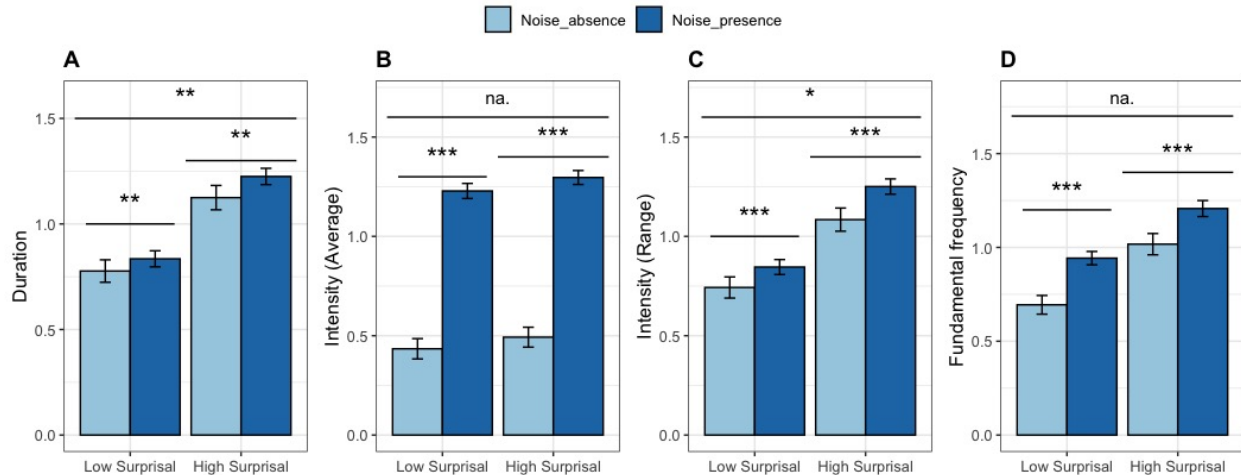 Noise_absence Noise_presence
A
**
**
**
Duration
1.5
1.0
0.5
0.0
Low Surprisal High Surprisal
B
na.
***
***
Intensity (Average)
1.5
1.0
0.5
0.0
Low Surprisal High Surprisal
C
*
***
***
Intensity (Range)
1.5
1.0
0.5
0.0
Low Surprisal High Surprisal
D
na.
***
***
Fundamental frequency
1.5
1.0
0.5
0.0
Low Surprisal High Surprisal